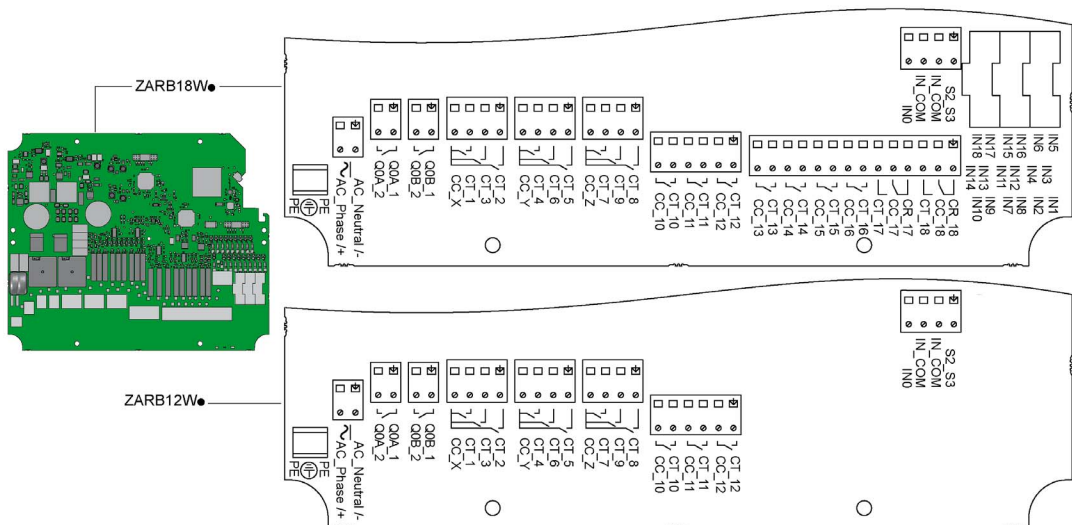 ZARB18W
PE
PE
AC_Phase /+
AC_Neutral /-
Q0A_2
Q0A_1
Q0B_2
Q0B_1
CC_X
CT_1
CT_3
CT_2
CC_Y
CT_4
CT_6
CT_5
CC_Z
CT_7
CT_9
CT_8
CC_10
CT_10
CC_11
CT_11
CC_12
CT_12
CC_13
CT_13
CC_14
CT_14
CC_15
CT_15
CC_16
CT_16
CT_17
CC_17
CR_17
CT_18
CC_18
CR_18
IN0
IN_COM
IN_COM
S2_S3
IN18 IN14 IN10
IN17 IN13 IN9
IN15 IN11 IN7
IN16 IN12 IN8
IN6 IN4 IN2
IN5 IN3 IN1
ZARB12W
PE
PE
AC_Phase /+
AC_Neutral /-
Q0A_2
Q0A_1
Q0B_2
Q0B_1
CC_X
CT_1
CT_3
CT_2
CC_Y
CT_4
CT_6
CT_5
CC_Z
CT_7
CT_9
CT_8
CC_10
CT_10
CC_11
CT_11
CC_12
CT_12
IN0
IN_COM
IN_COM
S2_S3